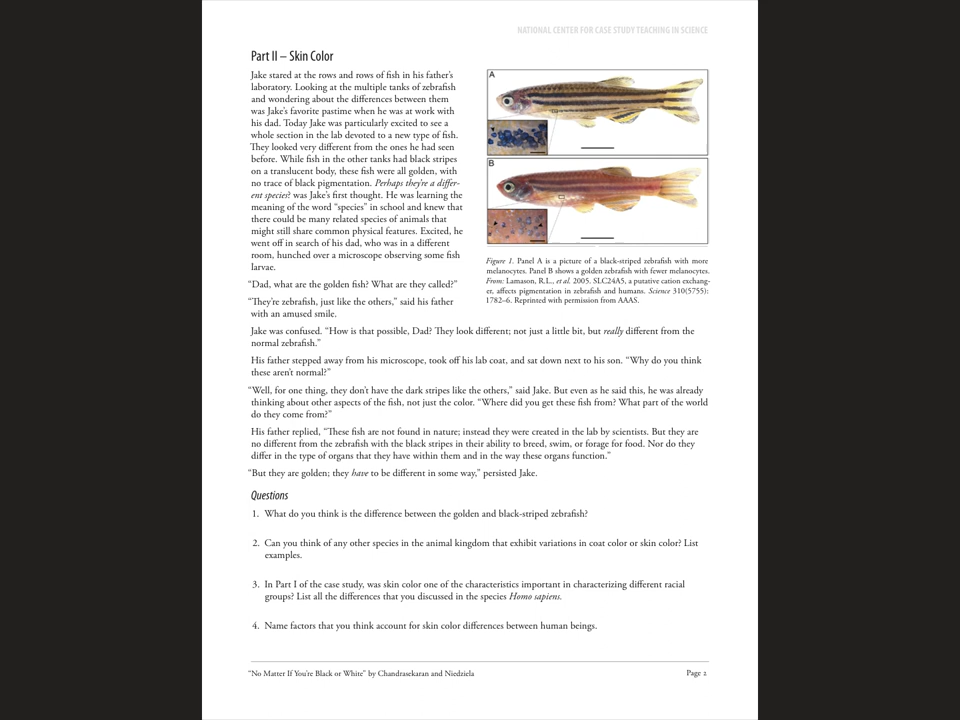 NATIONAL CENTER FOR CASE STUDY TEACHING IN SCIENCE
Part II – Skin Color
Jake stared at the rows and rows of fish in his father's
laboratory. Looking at the multiple tanks of zebrafish
and wondering about the differences between them
was Jake's favorite pastime when he was at work with
his dad. Today Jake was particularly excited to see a
whole section in the lab devoted to a new type of fish.
They looked very different from the ones he had seen
before. While fish in the other tanks had black stripes
on a translucent body, these fish were all golden, with
no trace of black pigmentation. Perhaps they're a differ-
ent species? was Jake's first thought. He was learning the
meaning of the word “species” in school and knew that
there could be many related species of animals that
might still share common physical features. Excited, he
went off in search of his dad, who was in a different
room, hunched over a microscope observing some fish
larvae.
“Dad, what are the golden fish? What are they called?”
“They're zebrafish, just like the others,” said his father
with an amused smile.
A
B
Figure 1. Panel A is a picture of a black-striped zebrafish with more
melanocytes. Panel B shows a golden zebrafish with fewer melanocytes.
From: Lamason, R.L., et al. 2005. SLC24A5, a putative cation exchang-
er, affects pigmentation in zebrafish and humans. Science 310(5755):
1782–6. Reprinted with permission from AAAS.
Jake was confused. “How is that possible, Dad? They look different; not just a little bit, but really different from the
normal zebrafish.”
His father stepped away from his microscope, took off his lab coat, and sat down next to his son. “Why do you think
these aren't normal?”
“Well, for one thing, they don't have the dark stripes like the others,” said Jake. But even as he said this, he was already
thinking about other aspects of the fish, not just the color. “Where did you get these fish from? What part of the world
do they come from?”
His father replied, “These fish are not found in nature; instead they were created in the lab by scientists. But they are
no different from the zebrafish with the black stripes in their ability to breed, swim, or forage for food. Nor do they
differ in the type of organs that they have within them and in the way these organs function.”
“But they are golden; they have to be different in some way,” persisted Jake.
Questions
1. What do you think is the difference between the golden and black-striped zebrafish?
2. Can you think of any other species in the animal kingdom that exhibit variations in coat color or skin color? List
examples.
3. In Part I of the case study, was skin color one of the characteristics important in characterizing different racial
groups? List all the differences that you discussed in the species Homo sapiens.
4. Name factors that you think account for skin color differences between human beings.
“No Matter If You're Black or White” by Chandrasekaran and Niedziela
Page 2